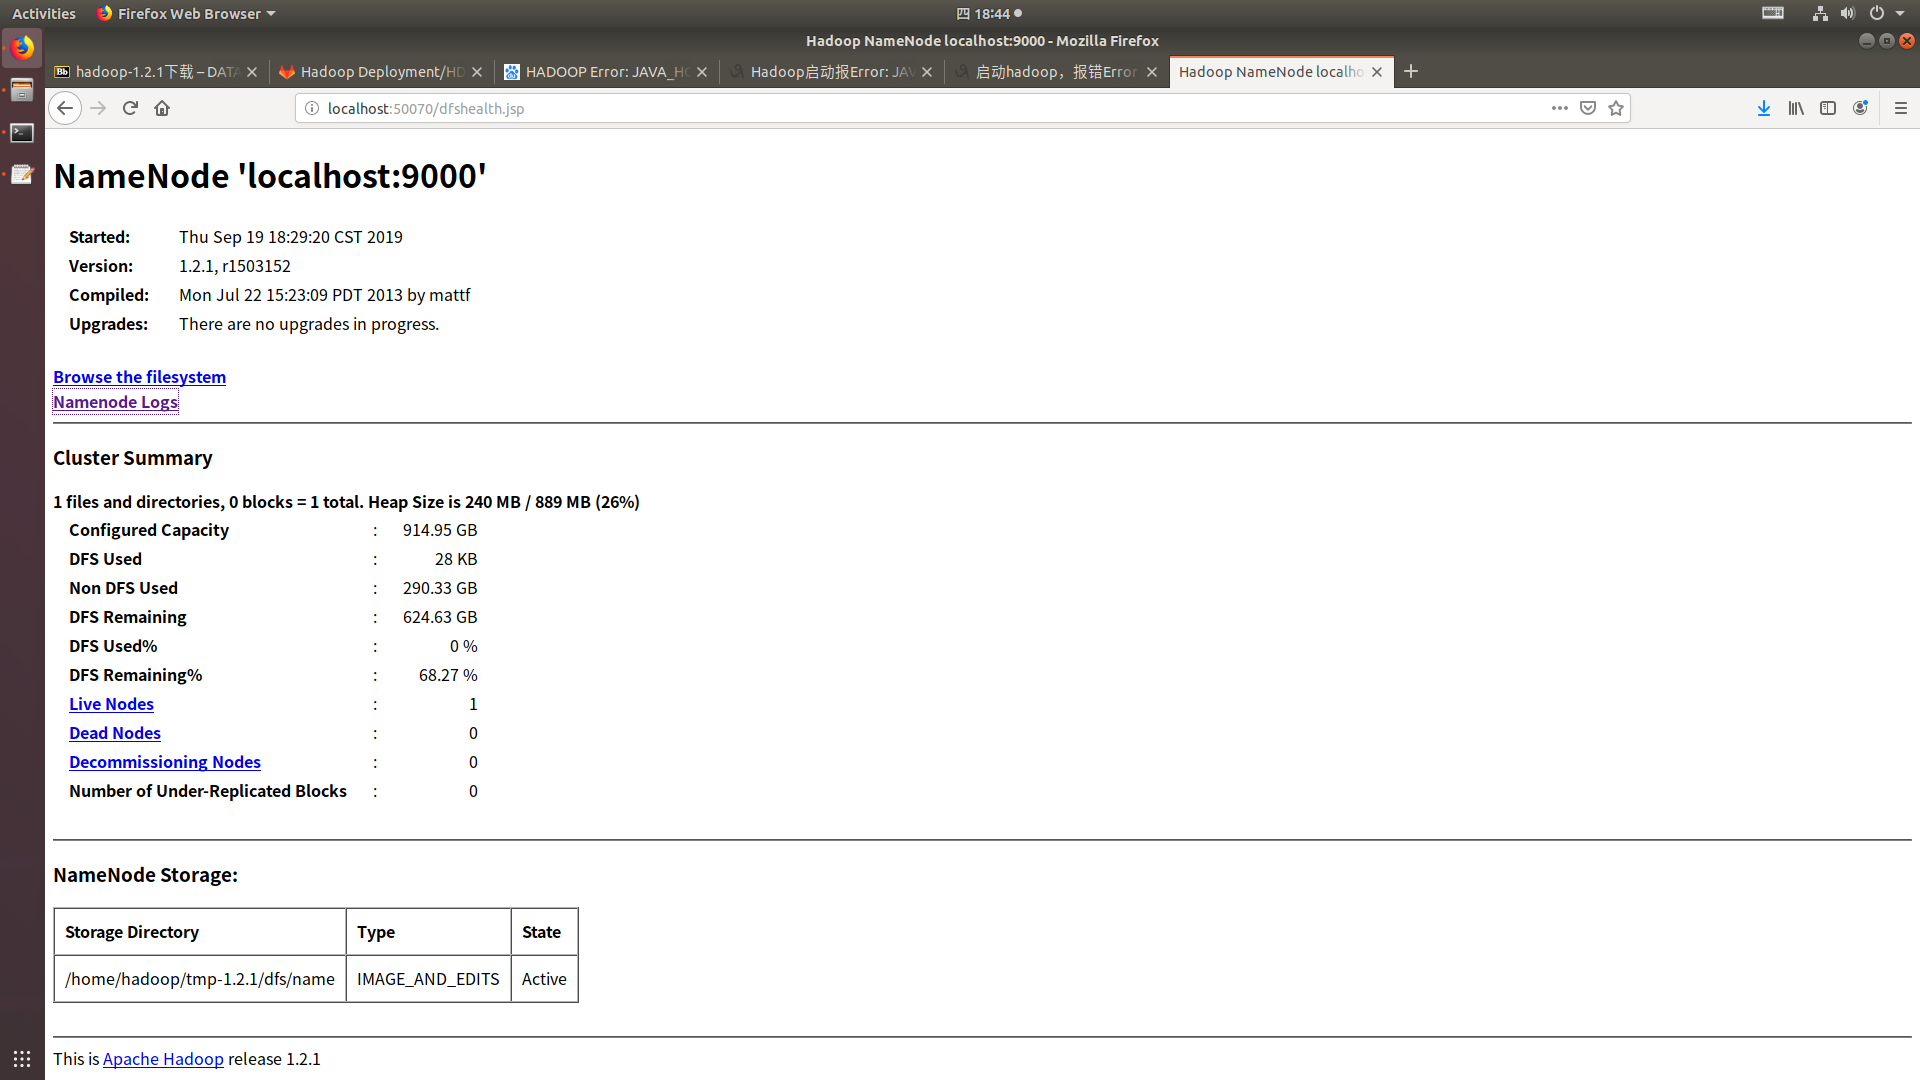 Activities Firefox Web Browser 四 18:44
Hadoop NameNode localhost:9000 - Mozilla Firefox
hadoop-1.2.1下载 – DATA Hadoop Deployment/HD HADOOP Error: JAVA_HO Hadoop启动报Error: JAV 启动hadoop，报错Error Hadoop NameNode localho
localhost:50070/dfshealth.jsp
NameNode 'localhost:9000'
Started: Thu Sep 19 18:29:20 CST 2019
Version: 1.2.1, r1503152
Compiled: Mon Jul 22 15:23:09 PDT 2013 by mattf
Upgrades: There are no upgrades in progress.
Browse the filesystem
Namenode Logs
Cluster Summary
1 files and directories, 0 blocks = 1 total. Heap Size is 240 MB / 889 MB (26%)
Configured Capacity : 914.95 GB
DFS Used : 28 KB
Non DFS Used : 290.33 GB
DFS Remaining : 624.63 GB
DFS Used% : 0 %
DFS Remaining% : 68.27 %
Live Nodes : 1
Dead Nodes : 0
Decommissioning Nodes : 0
Number of Under-Replicated Blocks : 0
NameNode Storage:
Storage Directory Type State
/home/hadoop/tmp-1.2.1/dfs/name IMAGE_AND_EDITS Active
This is Apache Hadoop release 1.2.1